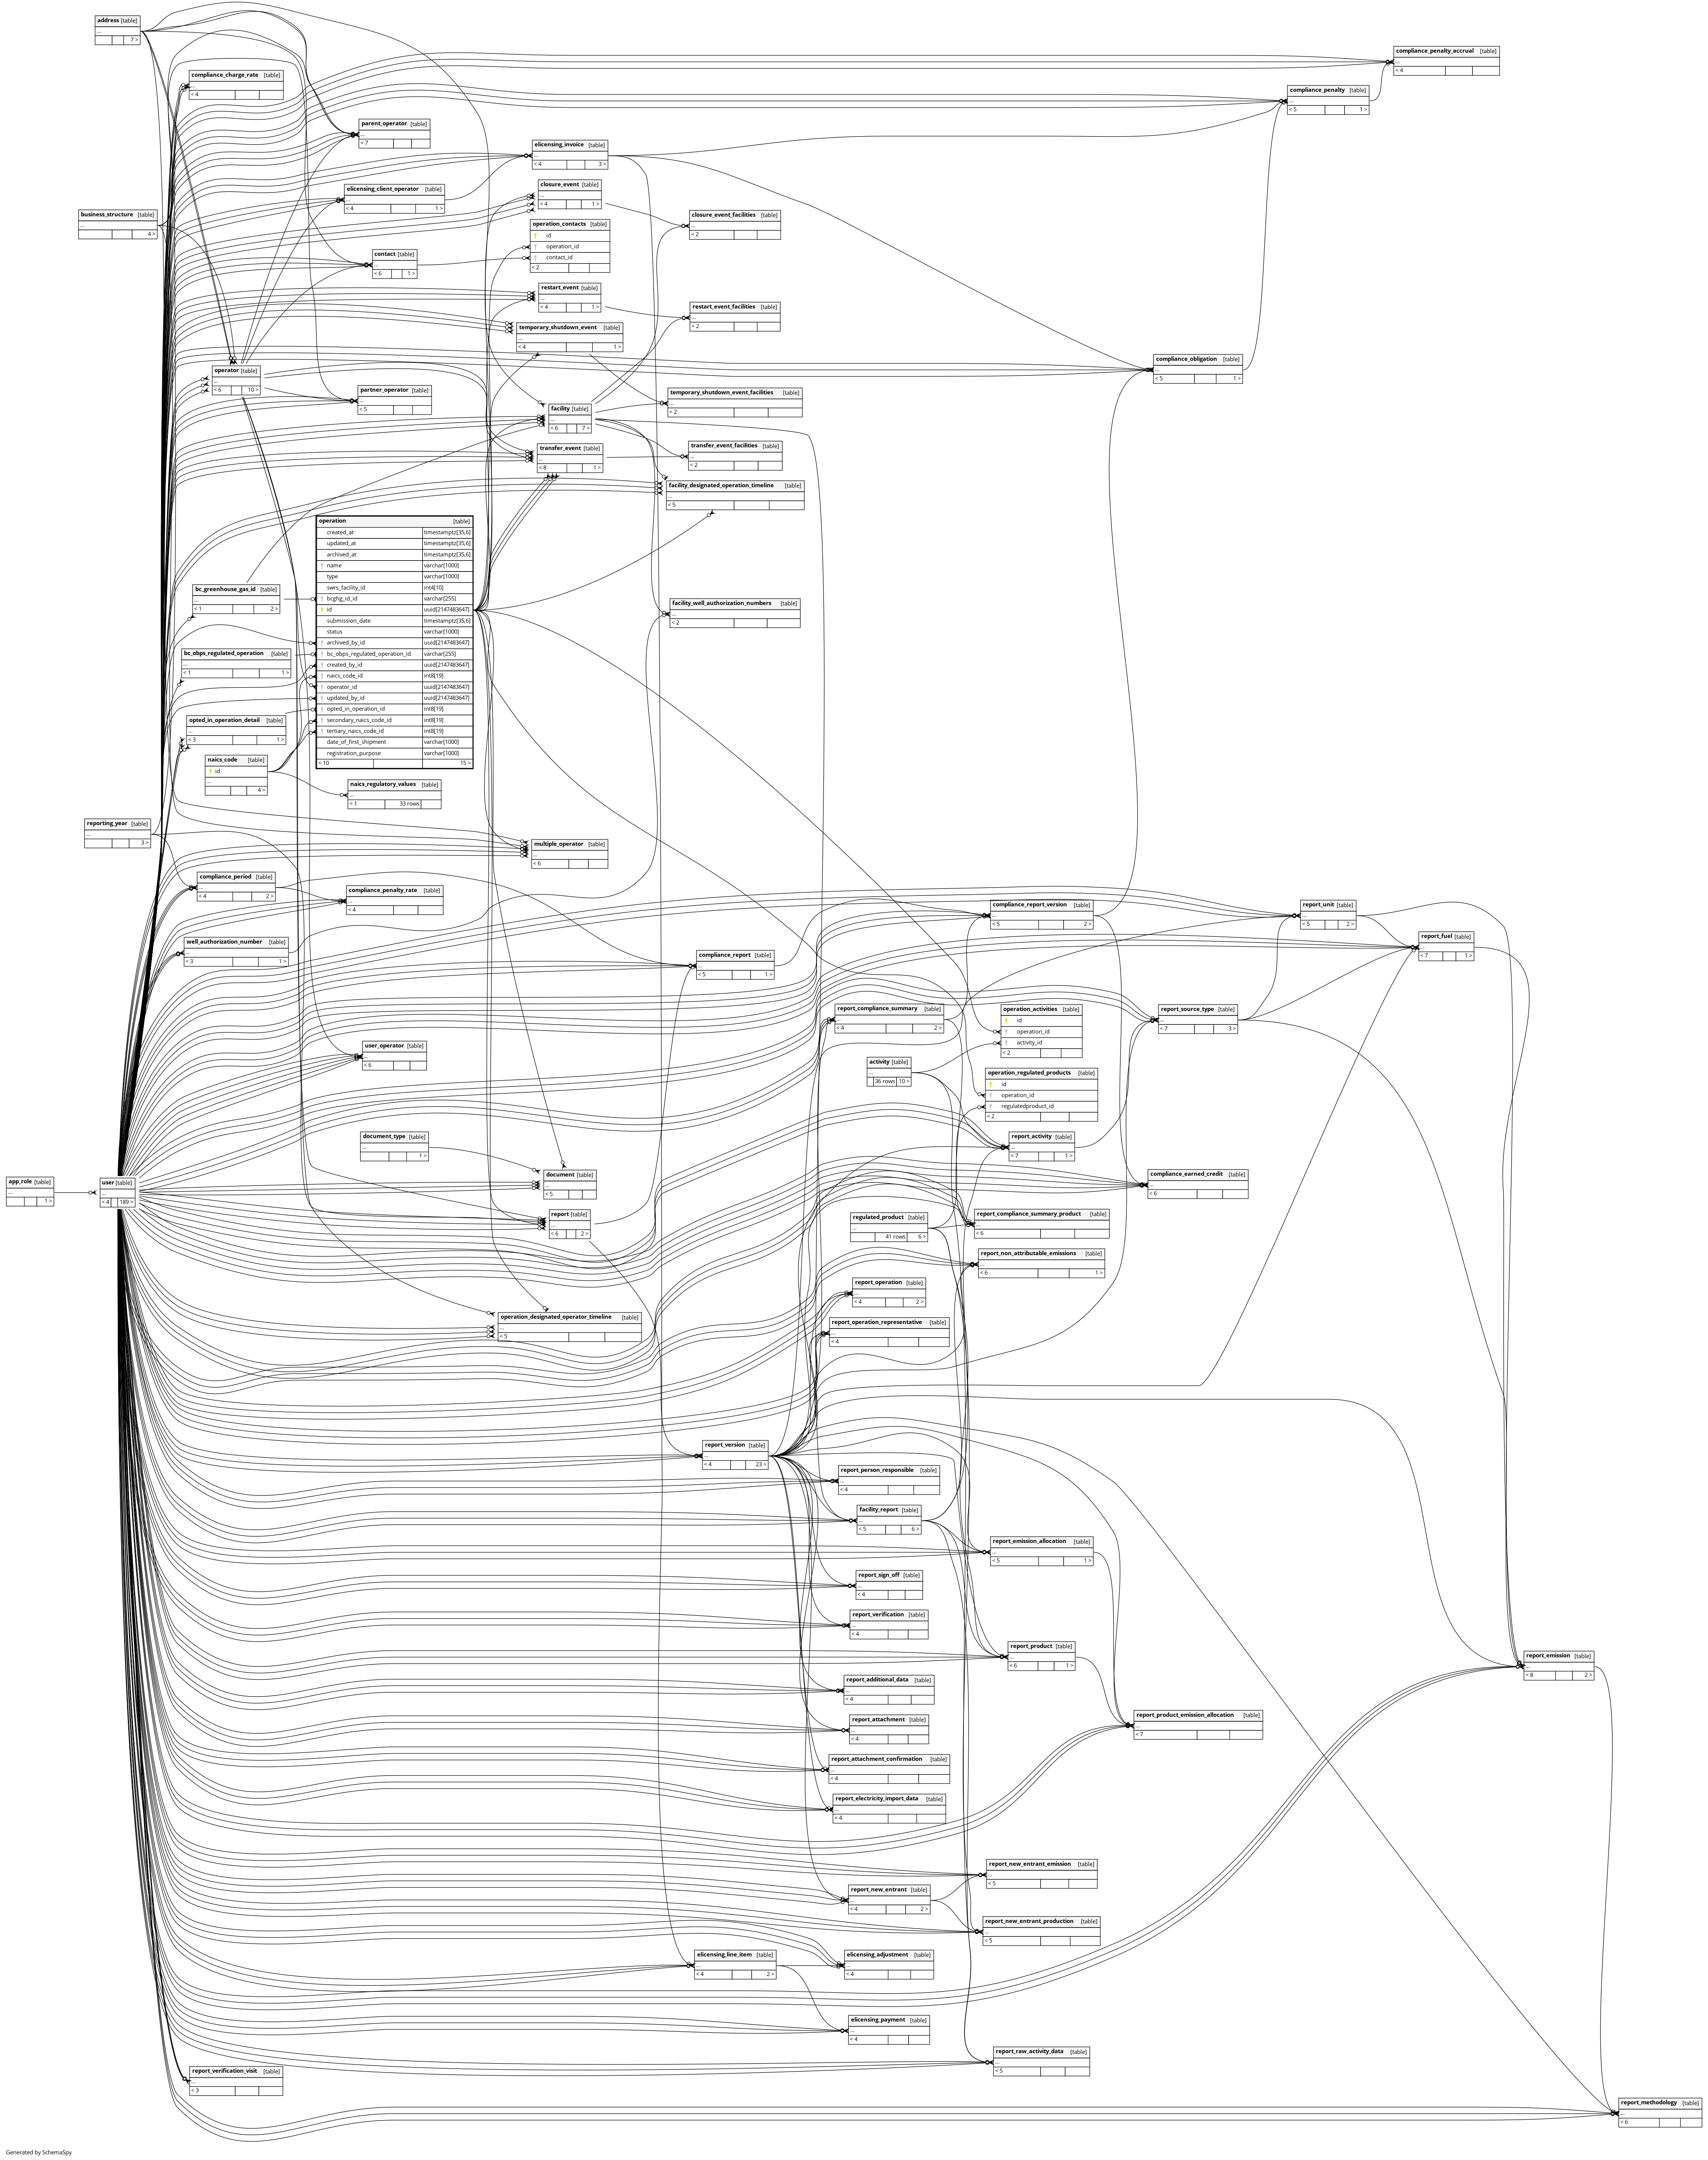 address [table]
...
7 >
compliance_penalty_accrual [table]
...
< 4
compliance_charge_rate [table]
...
< 4
compliance_penalty [table]
...
< 5 1 >
parent_operator [table]
...
< 7
elicensing_invoice [table]
...
< 4 3 >
closure_event [table]
...
< 4 1 >
elicensing_client_operator [table]
...
< 4 1 >
business_structure [table]
...
4 >
closure_event_facilities [table]
...
< 2
operation_contacts [table]
id
operation_id
contact_id
< 2
contact [table]
...
< 6 1 >
restart_event [table]
...
< 4 1 >
restart_event_facilities [table]
...
< 2
temporary_shutdown_event [table]
...
< 4 1 >
compliance_obligation [table]
...
< 5 1 >
operator [table]
...
< 6 10 >
partner_operator [table]
...
< 5
temporary_shutdown_event_facilities [table]
...
< 2
facility [table]
...
< 6 7 >
transfer_event [table]
...
< 8 1 >
transfer_event_facilities [table]
...
< 2
facility_designated_operation_timeline [table]
...
< 5
operation [table]
created_at timestamptz[35,6]
updated_at timestamptz[35,6]
archived_at timestamptz[35,6]
name varchar[1000]
type varchar[1000]
swrs_facility_id int4[10]
bcghg_id_id varchar[255]
id uuid[2147483647]
submission_date timestamptz[35,6]
status varchar[1000]
archived_by_id uuid[2147483647]
bc_obps_regulated_operation_id varchar[255]
created_by_id uuid[2147483647]
naics_code_id int8[19]
operator_id uuid[2147483647]
updated_by_id uuid[2147483647]
opted_in_operation_id int8[19]
secondary_naics_code_id int8[19]
tertiary_naics_code_id int8[19]
date_of_first_shipment varchar[1000]
registration_purpose varchar[1000]
< 10 15 >
bc_greenhouse_gas_id [table]
...
< 1 2 >
facility_well_authorization_numbers [table]
...
< 2
bc_obps_regulated_operation [table]
...
< 1 1 >
opted_in_operation_detail [table]
...
< 3 1 >
naics_code [table]
id
...
4 >
naics_regulatory_values [table]
...
< 1 33 rows
reporting_year [table]
...
3 >
multiple_operator [table]
...
< 6
compliance_period [table]
...
< 4 2 >
compliance_penalty_rate [table]
...
< 4
compliance_report_version [table]
...
< 5 2 >
report_unit [table]
...
< 5 2 >
report_fuel [table]
...
< 7 1 >
well_authorization_number [table]
...
< 3 1 >
compliance_report [table]
...
< 5 1 >
report_compliance_summary [table]
...
< 4 2 >
operation_activities [table]
id
operation_id
activity_id
< 2
report_source_type [table]
...
< 7 3 >
user_operator [table]
...
< 6
activity [table]
...
36 rows 10 >
operation_regulated_products [table]
id
operation_id
regulatedproduct_id
< 2
document_type [table]
...
1 >
report_activity [table]
...
< 7 1 >
app_role [table]
...
1 >
user [table]
...
< 4 189 >
document [table]
...
< 5
compliance_earned_credit [table]
...
< 6
report [table]
...
< 6 2 >
regulated_product [table]
...
41 rows 6 >
report_compliance_summary_product [table]
...
< 6
report_non_attributable_emissions [table]
...
< 6 1 >
report_operation [table]
...
< 4 2 >
operation_designated_operator_timeline [table]
...
< 5
report_operation_representative [table]
...
< 4
report_version [table]
...
< 4 23 >
report_person_responsible [table]
...
< 4
facility_report [table]
...
< 5 6 >
report_emission_allocation [table]
...
< 5 1 >
report_sign_off [table]
...
< 4
report_verification [table]
...
< 4
report_product [table]
...
< 6 1 >
report_emission [table]
...
< 8 2 >
report_additional_data [table]
...
< 4
report_attachment [table]
...
< 4
report_product_emission_allocation [table]
...
< 7
report_attachment_confirmation [table]
...
< 4
report_electricity_import_data [table]
...
< 4
report_new_entrant_emission [table]
...
< 5
report_new_entrant [table]
...
< 4 2 >
report_new_entrant_production [table]
...
< 5
elicensing_line_item [table]
...
< 4 2 >
elicensing_adjustment [table]
...
< 4
elicensing_payment [table]
...
< 4
report_raw_activity_data [table]
...
< 5
report_verification_visit [table]
...
< 3
report_methodology [table]
...
< 6
Generated by SchemaSpy